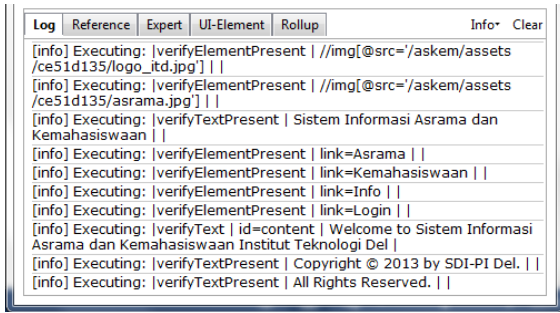 Log Reference Expert UI-Element Rollup Info Clear
[info] Executing: |verifyElementPresent | //img[@src='/askem/assets
/ce51d135/logo_itd.jpg'] | |
[info] Executing: |verifyElementPresent | //img[@src='/askem/assets
/ce51d135/asrama.jpg'] | |
[info] Executing: |verifyTextPresent | Sistem Informasi Asrama dan
Kemahasiswaan | |
[info] Executing: |verifyElementPresent | link=Asrama | |
[info] Executing: |verifyElementPresent | link=Kemahasiswaan | |
[info] Executing: |verifyElementPresent | link=Info | |
[info] Executing: |verifyElementPresent | link=Login | |
[info] Executing: |verifyText | id=content | Welcome to Sistem Informasi
Asrama dan Kemahasiswaan Institut Teknologi Del |
[info] Executing: |verifyTextPresent | Copyright © 2013 by SDI-PI Del. | |
[info] Executing: |verifyTextPresent | All Rights Reserved. | |